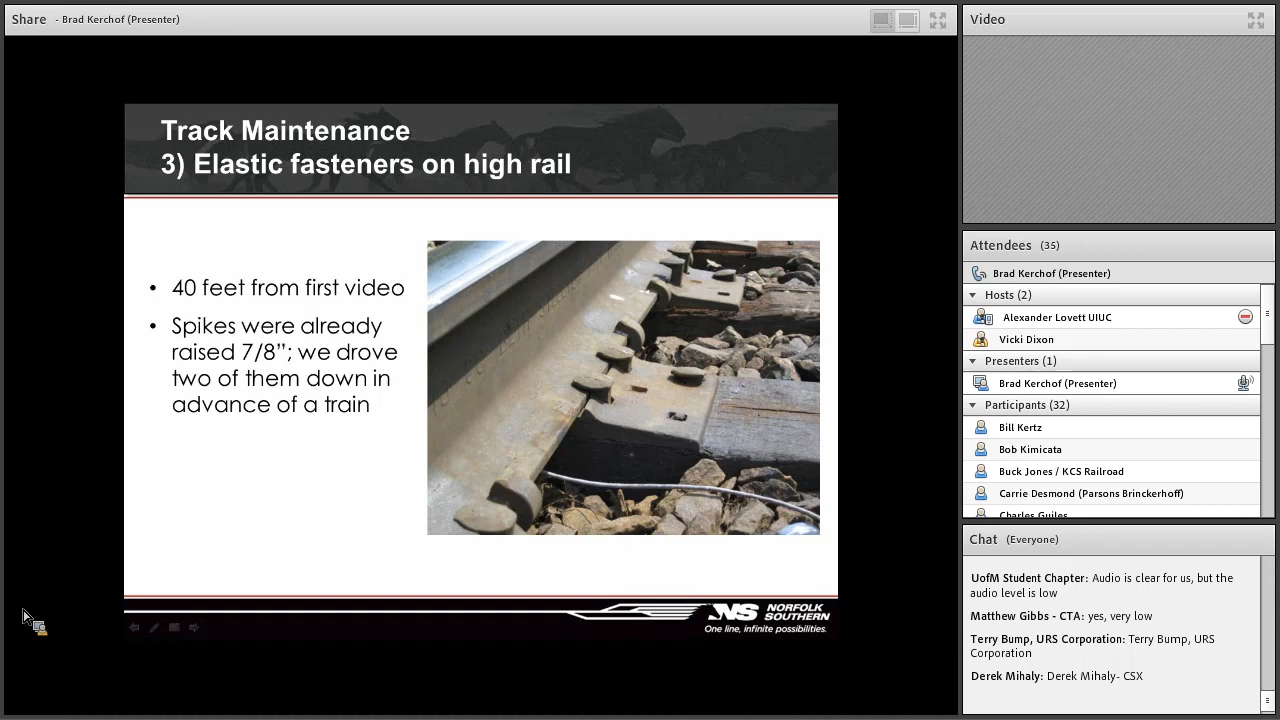 Share - Brad Kerchof (Presenter)
Track Maintenance
3) Elastic fasteners on high rail
• 40 feet from first video
• Spikes were already
raised 7/8”; we drove
two of them down in
advance of a train
NS NORFOLK
SOUTHERN
One line, infinite possibilities.
Video
Attendees (35)
Brad Kerchof (Presenter)
Hosts (2)
Alexander Lovett UIUC
Vicki Dixon
Presenters (1)
Brad Kerchof (Presenter)
Participants (32)
Bill Kertz
Bob Kimicata
Buck Jones / KCS Railroad
Carrie Desmond (Parsons Brinckerhoff)
Charles Guiles
Chat (Everyone)
UofM Student Chapter: Audio is clear for us, but the
audio level is low
Matthew Gibbs - CTA: yes, very low
Terry Bump, URS Corporation: Terry Bump, URS
Corporation
Derek Mihaly: Derek Mihaly- CSX